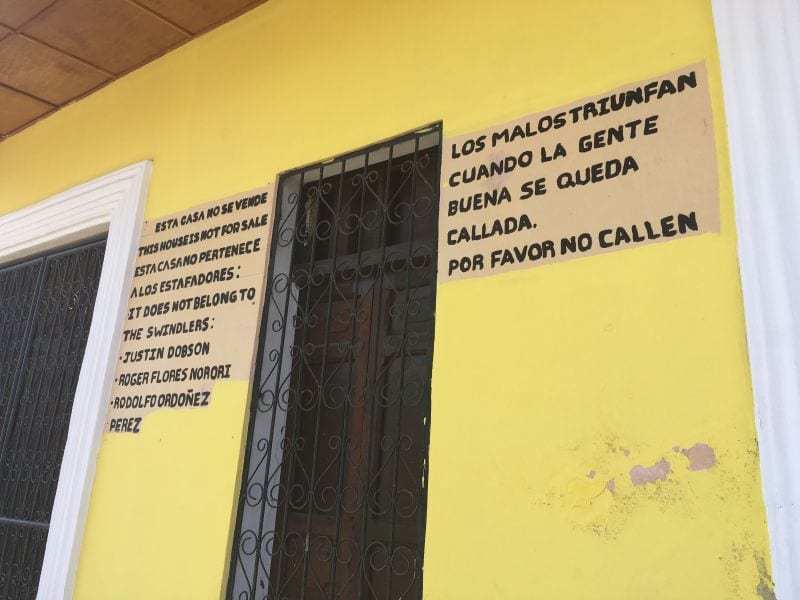 ESTA CASA NO SE VENDE
THIS HOUSE IS NOT FOR SALE
ESTA CASA NO PERTENECE
A LOS ESTAFADORES:
IT DOES NOT BELONG TO
THE SWINDLERS:
• JUSTIN DOBSON
• ROGER FLORES NORORI
• RODOLFO ORDOÑEZ
PEREZ
LOS MALOS TRIUNFAN
CUANDO LA GENTE
BUENA SE QUEDA
CALLADA.
POR FAVOR NO CALLEN